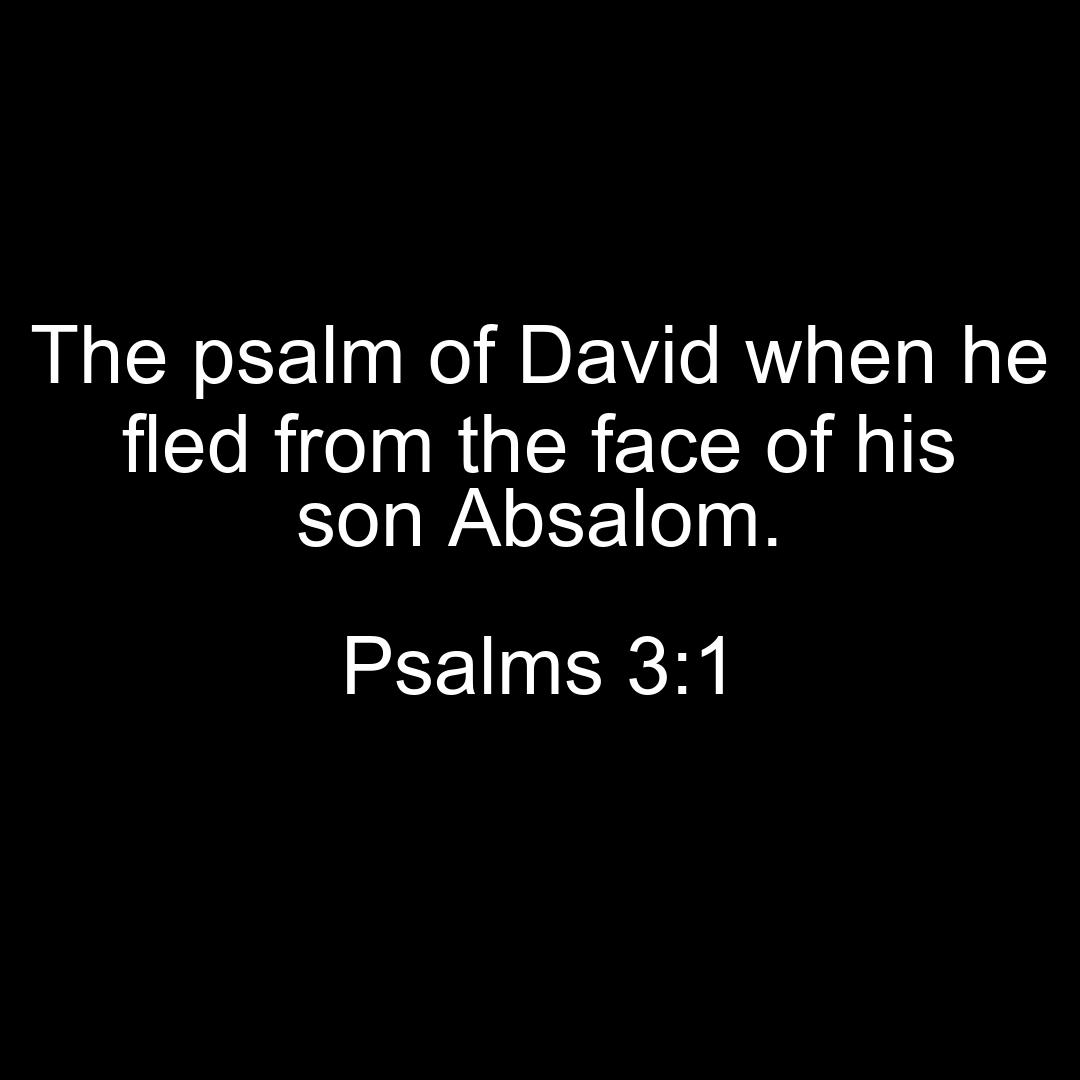 The psalm of David when he
fled from the face of his
son Absalom.
Psalms 3:1